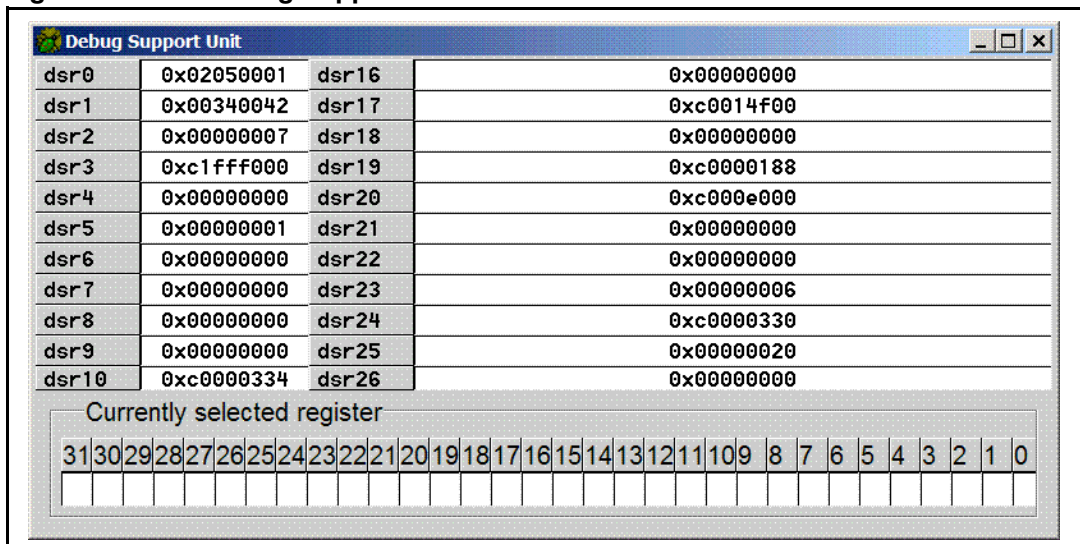 Debug Support Unit
dsr0 0x02050001 dsr16 0x00000000
dsr1 0x00340042 dsr17 0xc0014f00
dsr2 0x00000007 dsr18 0x00000000
dsr3 0xc1fff000 dsr19 0xc0000188
dsr4 0x00000000 dsr20 0xc000e000
dsr5 0x00000001 dsr21 0x00000000
dsr6 0x00000000 dsr22 0x00000000
dsr7 0x00000000 dsr23 0x00000006
dsr8 0x00000000 dsr24 0xc0000330
dsr9 0x00000000 dsr25 0x00000020
dsr10 0xc0000334 dsr26 0x00000000
Currently selected register
31 30 29 28 27 26 25 24 23 22 21 20 19 18 17 16 15 14 13 12 11 10 9 8 7 6 5 4 3 2 1 0